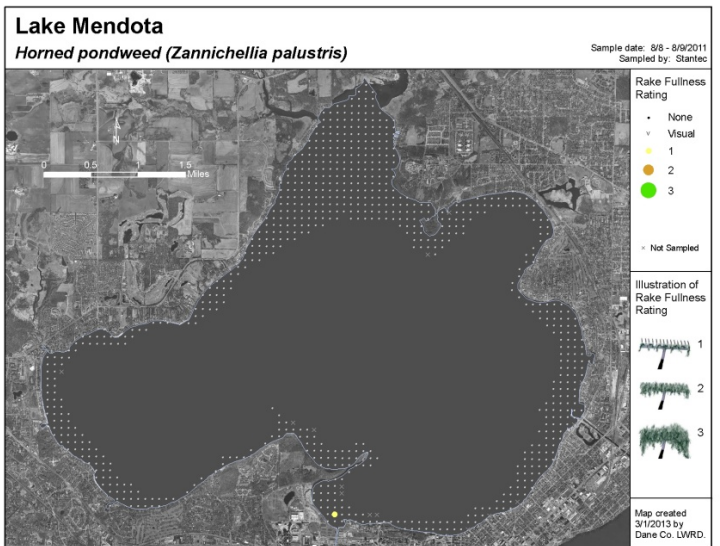 Lake Mendota
Horned pondweed (Zannichellia palustris)
Sample date: 8/8 - 8/9/2011
Sampled by: Stantec
N
0 0.5 1 1.5
Miles
Rake Fullness
Rating
None
Visual
1
2
3
Not Sampled
Illustration of
Rake Fullness
Rating
1
2
3
Map created
3/1/2013 by
Dane Co. LWRD.